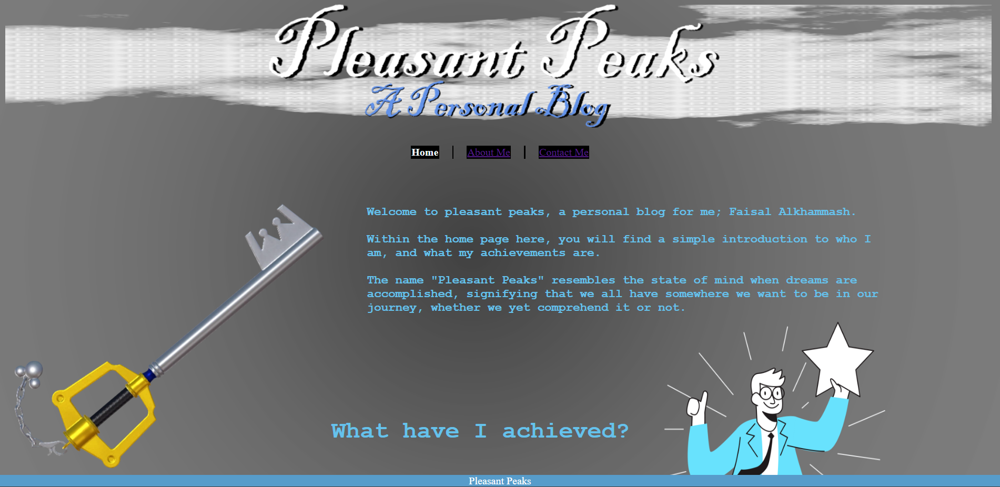 Pleasant Peaks
A Personal Blog
Home | About Me | Contact Me
Welcome to pleasant peaks, a personal blog for me; Faisal Alkhammash.
Within the home page here, you will find a simple introduction to who I
am, and what my achievements are.
The name "Pleasant Peaks" resembles the state of mind when dreams are
accomplished, signifying that we all have somewhere we want to be in our
journey, whether we yet comprehend it or not.
What have I achieved?
Pleasant Peaks